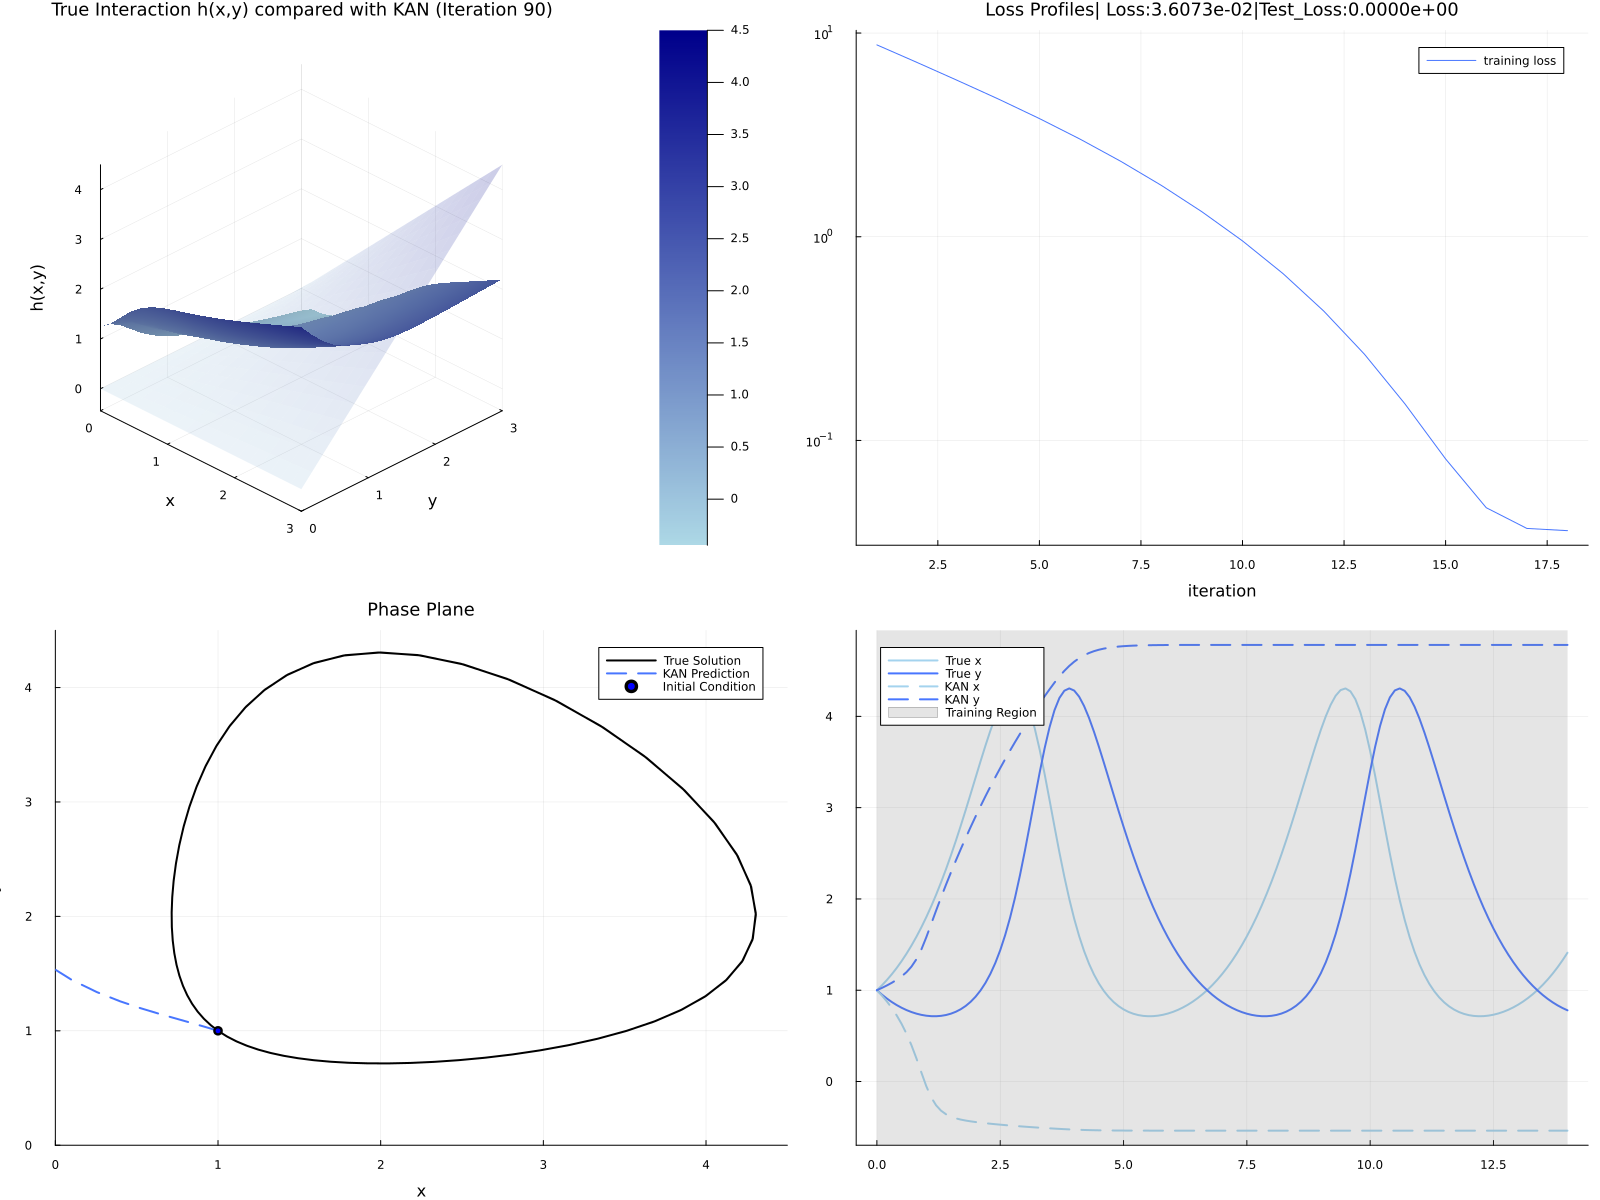 True Interaction h(x,y) compared with KAN (Iteration 90)
4
3
2
1
0
h(x,y)
0
1
2
3
x
0
1
2
3
y
4.5
4.0
3.5
3.0
2.5
2.0
1.5
1.0
0.5
0
Loss Profiles| Loss:3.6073e-02|Test_Loss:0.0000e+00
training loss
10¹
10⁰
10⁻¹
2.5 5.0 7.5 10.0 12.5 15.0 17.5
iteration
Phase Plane
True Solution
KAN Prediction
Initial Condition
4
3
2
1
0
0 1 2 3 4
x
True x
True y
KAN x
KAN y
Training Region
4
3
2
1
0
0.0 2.5 5.0 7.5 10.0 12.5